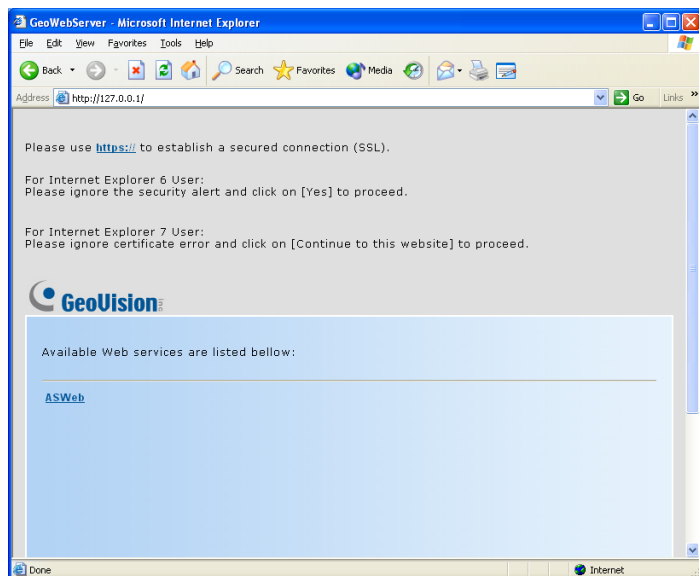 GeoWebServer - Microsoft Internet Explorer
File Edit View Favorites Tools Help
Back Search Favorites Media
Address http://127.0.0.1/ Go Links »
Please use https:// to establish a secured connection (SSL).
For Internet Explorer 6 User:
Please ignore the security alert and click on [Yes] to proceed.
For Internet Explorer 7 User:
Please ignore certificate error and click on [Continue to this website] to proceed.
GeoVision inc
Available Web services are listed bellow:
ASWeb
Done Internet